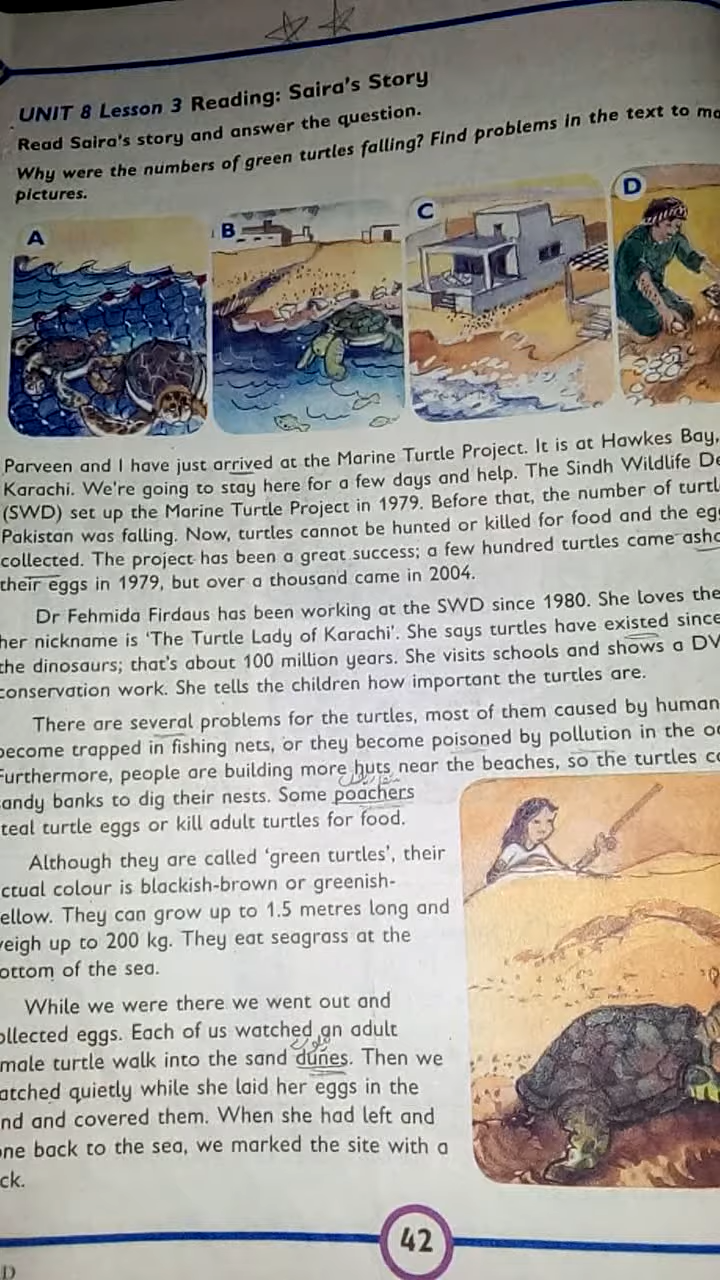 UNIT 8 Lesson 3 Reading: Saira's Story
Read Saira's story and answer the question.
Why were the numbers of green turtles falling? Find problems in the text to
pictures.
A
B
C
D
Parveen and I have just arrived at the Marine Turtle Project. It is at Hawkes Bay,
Karachi. We're going to stay here for a few days and help. The Sindh Wildlife
(SWD) set up the Marine Turtle Project in 1979. Before that, the number of
Pakistan was falling. Now, turtles cannot be hunted or killed for food and the
collected. The project has been a great success; a few hundred turtles came
their eggs in 1979, but over a thousand came in 2004.
Dr Fehmida Firdaus has been working at the SWD since 1980. She loves the
her nickname is 'The Turtle Lady of Karachi'. She says turtles have existed since
the dinosaurs; that's about 100 million years. She visits schools and shows a
conservation work. She tells the children how important the turtles are.
There are several problems for the turtles, most of them caused by
become trapped in fishing nets, or they become poisoned by pollution in the
Furthermore, people are building more huts near the beaches, so the turtles
sandy banks to dig their nests. Some poachers
teal turtle eggs or kill adult turtles for food.
Although they are called 'green turtles', their
ctual colour is blackish-brown or greenish-
ellow. They can grow up to 1.5 metres long and
veigh up to 200 kg. They eat seagrass at the
ottom of the sea.
While we were there we went out and
ollected eggs. Each of us watched an adult
male turtle walk into the sand dunes. Then we
atched quietly while she laid her eggs in the
nd and covered them. When she had left and
one back to the sea, we marked the site with a
ck.
42
D